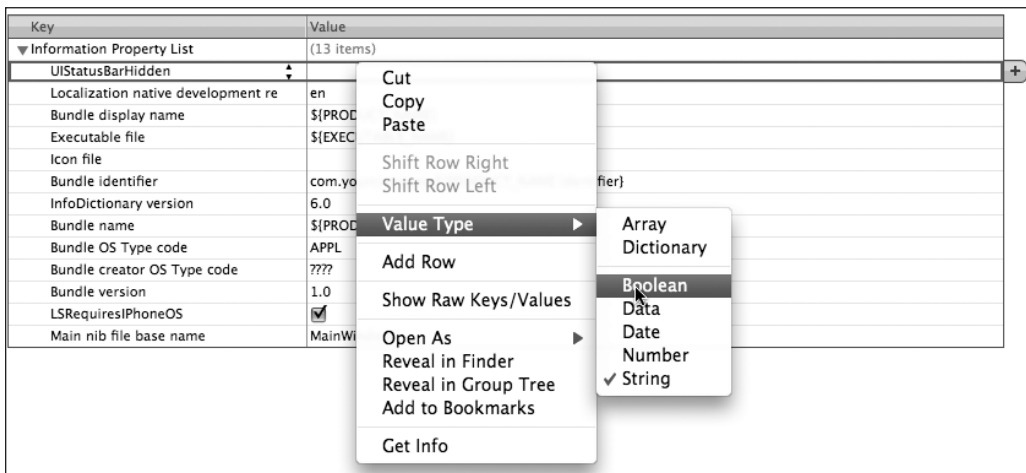 Key Value
Information Property List (13 items)
UIStatusBarHidden
Localization native development re en
Bundle display name ${PROD
Executable file ${EXEC
Icon file
Bundle identifier com.yo fier}
InfoDictionary version 6.0
Bundle name ${PROD
Bundle OS Type code APPL
Bundle creator OS Type code ????
Bundle version 1.0
LSRequiresIPhoneOS
Main nib file base name MainWi
Cut
Copy
Paste
Shift Row Right
Shift Row Left
Value Type
Add Row
Show Raw Keys/Values
Open As
Reveal in Finder
Reveal in Group Tree
Add to Bookmarks
Get Info
Array
Dictionary
Boolean
Data
Date
Number
String